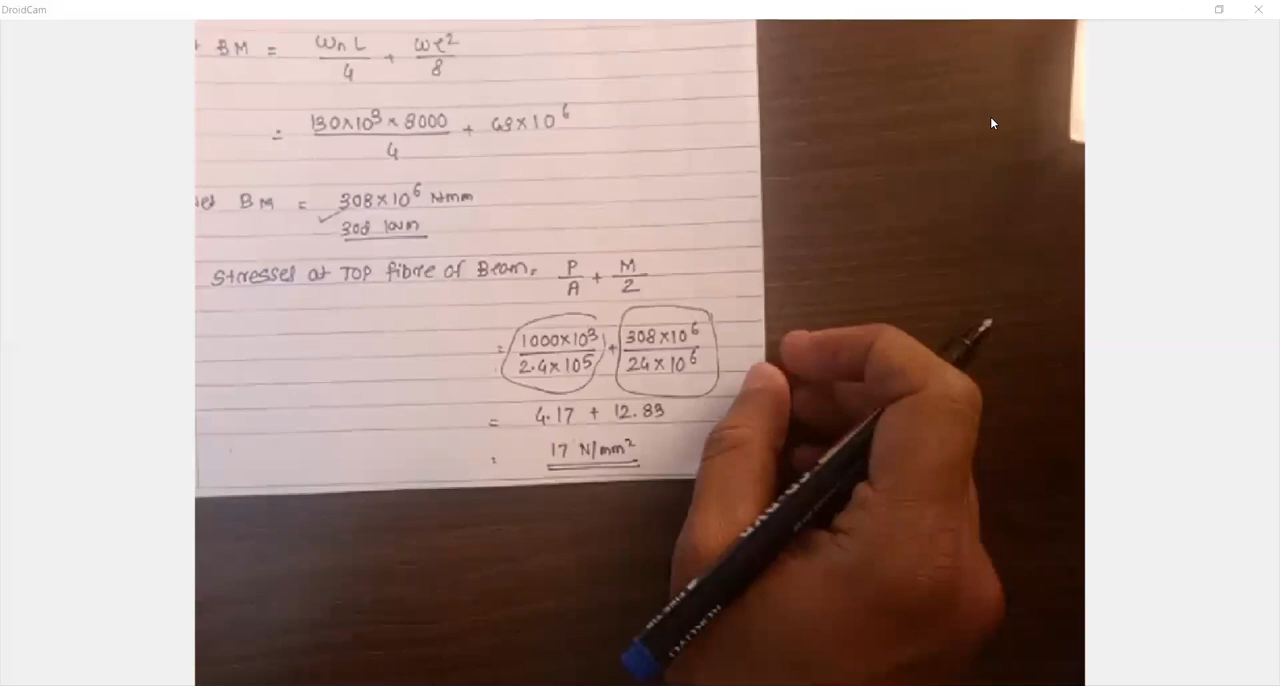 DroidCam
BM = WnL/4 + wl²/8
= 130×10³ × 8000/4 + 48×10⁶
Net BM = 308×10⁶ Nmm
308 kNm
Stresses at TOP fibre of Beam = P/A + M/Z
= 1000×10³/2.4×10⁵ + 308×10⁶/24×10⁶
= 4.17 + 12.83
= 17 N/mm²